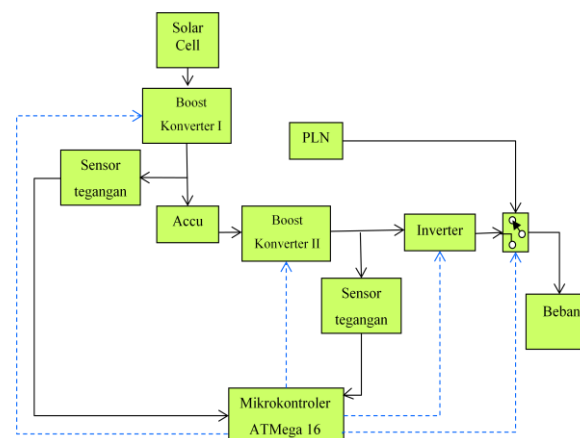 Solar
Cell
Boost
Konverter I
PLN
Sensor
tegangan
Accu
Boost
Konverter II
Inverter
Sensor
tegangan
Beban
Mikrokontroler
ATMega 16